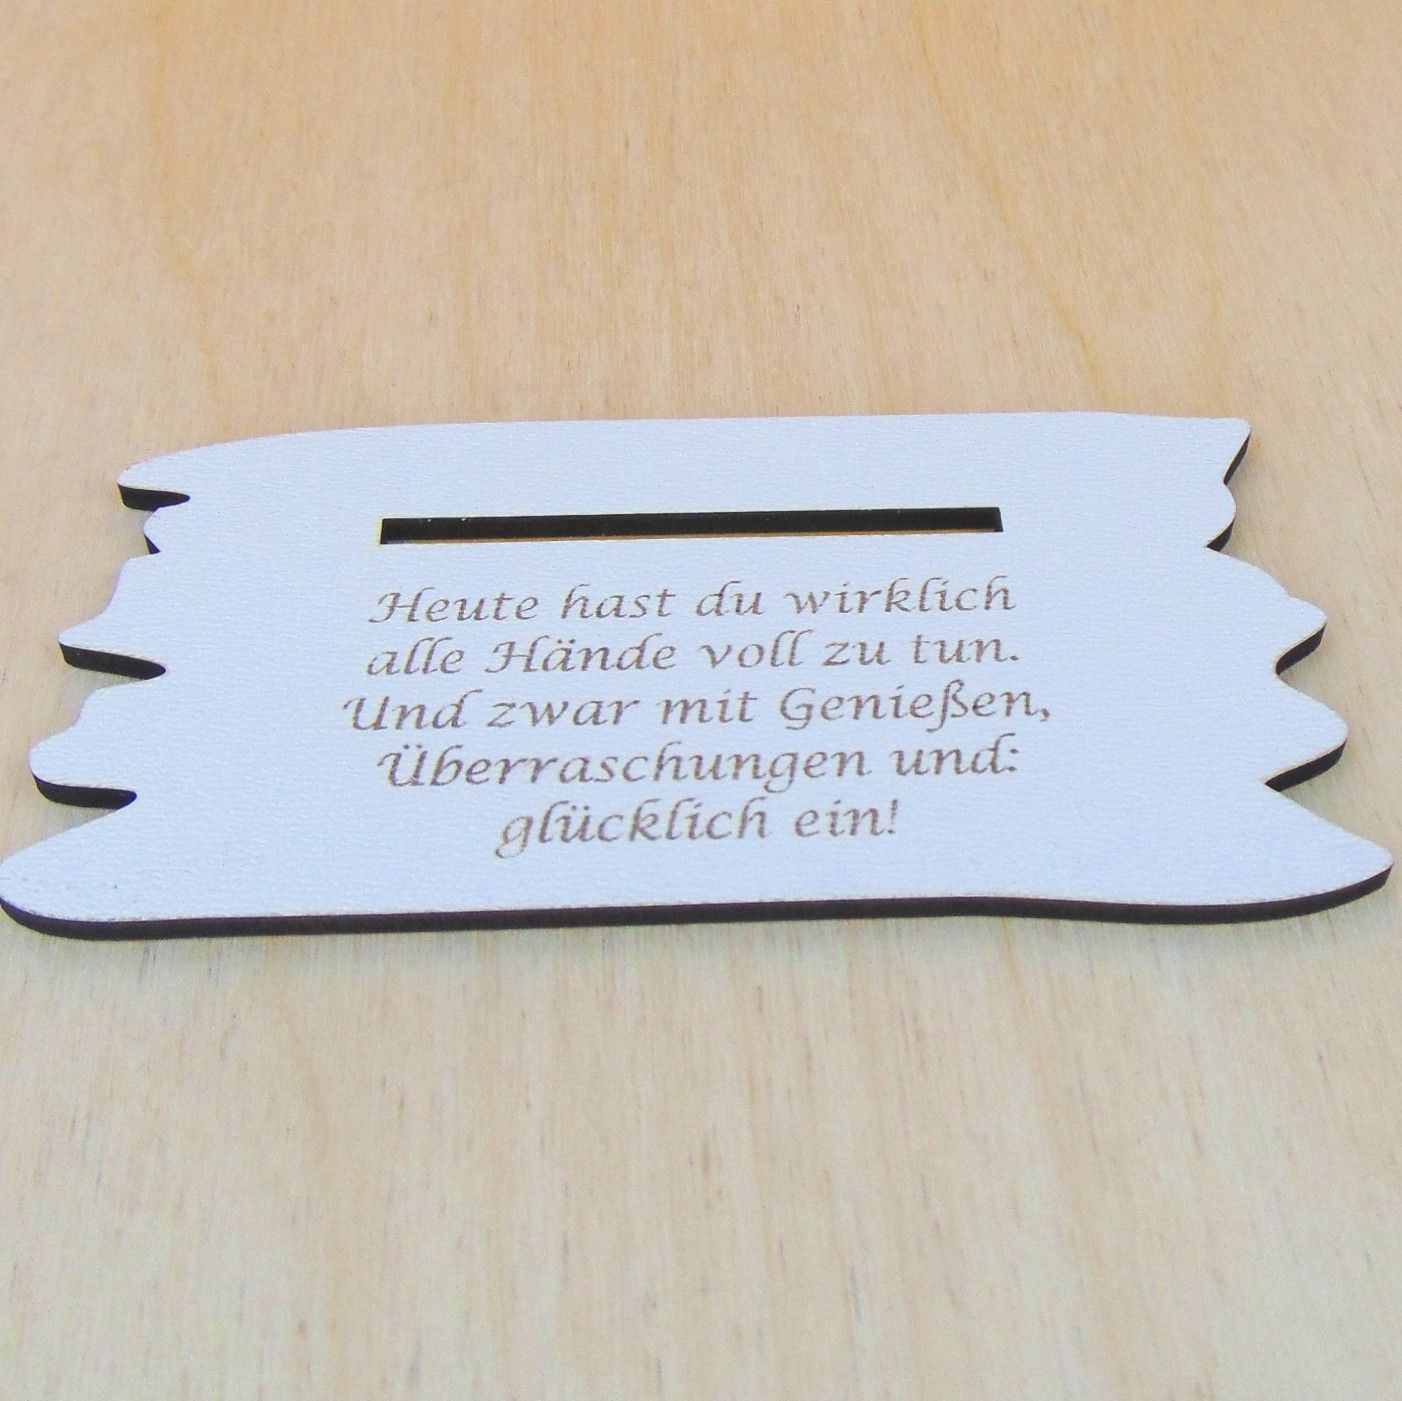 Heute hast du wirklich
alle Hände voll zu tun.
Und zwar mit Genießen,
Überraschungen und:
glücklich ein!